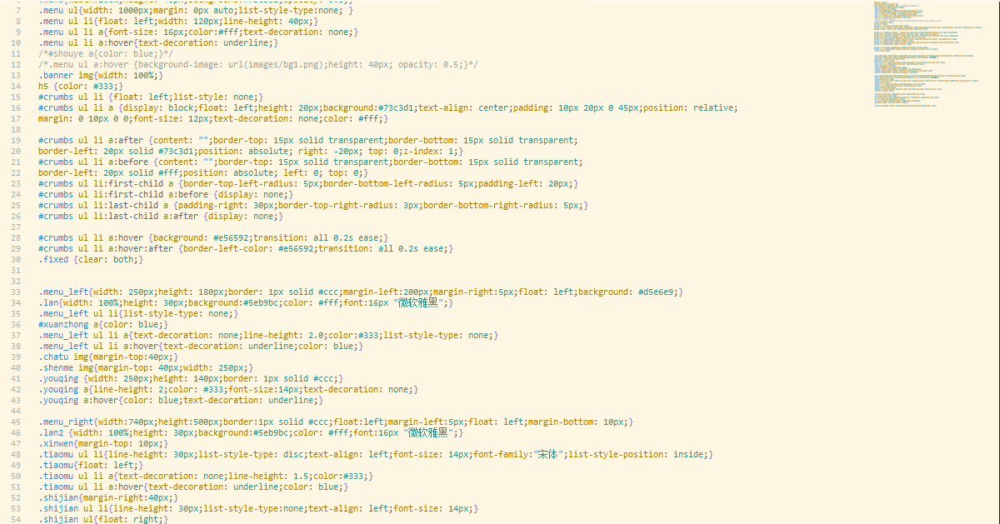 7 .menu ul{width: 1000px;margin: 0px auto;list-style-type:none; }
8 .menu ul li{float: left;width: 120px;line-height: 40px;}
9 .menu ul li a{font-size: 16px;color:#fff;text-decoration: none;}
10 .menu ul li a:hover{text-decoration: underline;}
11 /*#shouye a{color: blue;}*/
12 /*.menu ul a:hover {background-image: url(images/bg1.png);height: 40px; opacity: 0.5;}*/
13 .banner img{width: 100%;}
14 h5 {color: #333;}
15 #crumbs ul li {float: left;list-style: none;}
16 #crumbs ul li a {display: block;float: left;height: 20px;background:#73c3d1;text-align: center;padding: 10px 20px 0 45px;position: relative;
17 margin: 0 10px 0 0;font-size: 12px;text-decoration: none;color: #fff;}
18
19 #crumbs ul li a:after {content: "";border-top: 15px solid transparent;border-bottom: 15px solid transparent;
20 border-left: 20px solid #73c3d1;position: absolute; right: -20px; top: 0;z-index: 1;}
21 #crumbs ul li a:before {content: "";border-top: 15px solid transparent;border-bottom: 15px solid transparent;
22 border-left: 20px solid #fff;position: absolute; left: 0; top: 0;}
23 #crumbs ul li:first-child a {border-top-left-radius: 5px;border-bottom-left-radius: 5px;padding-left: 20px;}
24 #crumbs ul li:first-child a:before {display: none;}
25 #crumbs ul li:last-child a {padding-right: 30px;border-top-right-radius: 3px;border-bottom-right-radius: 5px;}
26 #crumbs ul li:last-child a:after {display: none;}
27
28 #crumbs ul li a:hover {background: #e56592;transition: all 0.2s ease;}
29 #crumbs ul li a:hover:after {border-left-color: #e56592;transition: all 0.2s ease;}
30 .fixed {clear: both;}
31
32
33 .menu_left{width: 250px;height: 180px;border: 1px solid #ccc;margin-left:200px;margin-right:5px;float: left;background: #d5e6e9;}
34 .lan{width: 100%;height: 30px;background:#5eb9bc;color: #fff;font:16px "微软雅黑";}
35 .menu_left ul li{list-style-type: none;}
36 #xuanzhong a{color: blue;}
37 .menu_left ul li a{text-decoration: none;line-height: 2.0;color:#333;list-style-type: none;}
38 .menu_left ul li a:hover{text-decoration: underline;color: blue;}
39 .chatu img{margin-top:40px;}
40 .shenme img{margin-top: 40px;width: 250px;}
41 .youqing {width: 250px;height: 140px;border: 1px solid #ccc;}
42 .youqing a{line-height: 2;color: #333;font-size:14px;text-decoration: none;}
43 .youqing a:hover{color: blue;text-decoration: underline;}
44
45 .menu_right{width:740px;height:500px;border:1px solid #ccc;float:left;margin-left:5px;float: left;margin-bottom: 10px;}
46 .lan2 {width: 100%;height: 30px;background:#5eb9bc;color: #fff;font:16px "微软雅黑";}
47 .xinwen{margin-top: 10px;}
48 .tiaomu ul li{line-height: 30px;list-style-type: disc;text-align: left;font-size: 14px;font-family:"宋体";list-style-position: inside;}
49 .tiaomu{float: left;}
50 .tiaomu ul li a{text-decoration: none;line-height: 1.5;color:#333;}
51 .tiaomu ul li a:hover{text-decoration: underline;color: blue;}
52 .shijian{margin-right:40px;}
53 .shijian ul li{line-height: 30px;list-style-type:none;text-align: left;font-size: 14px;}
54 .shijian ul{float: right;}